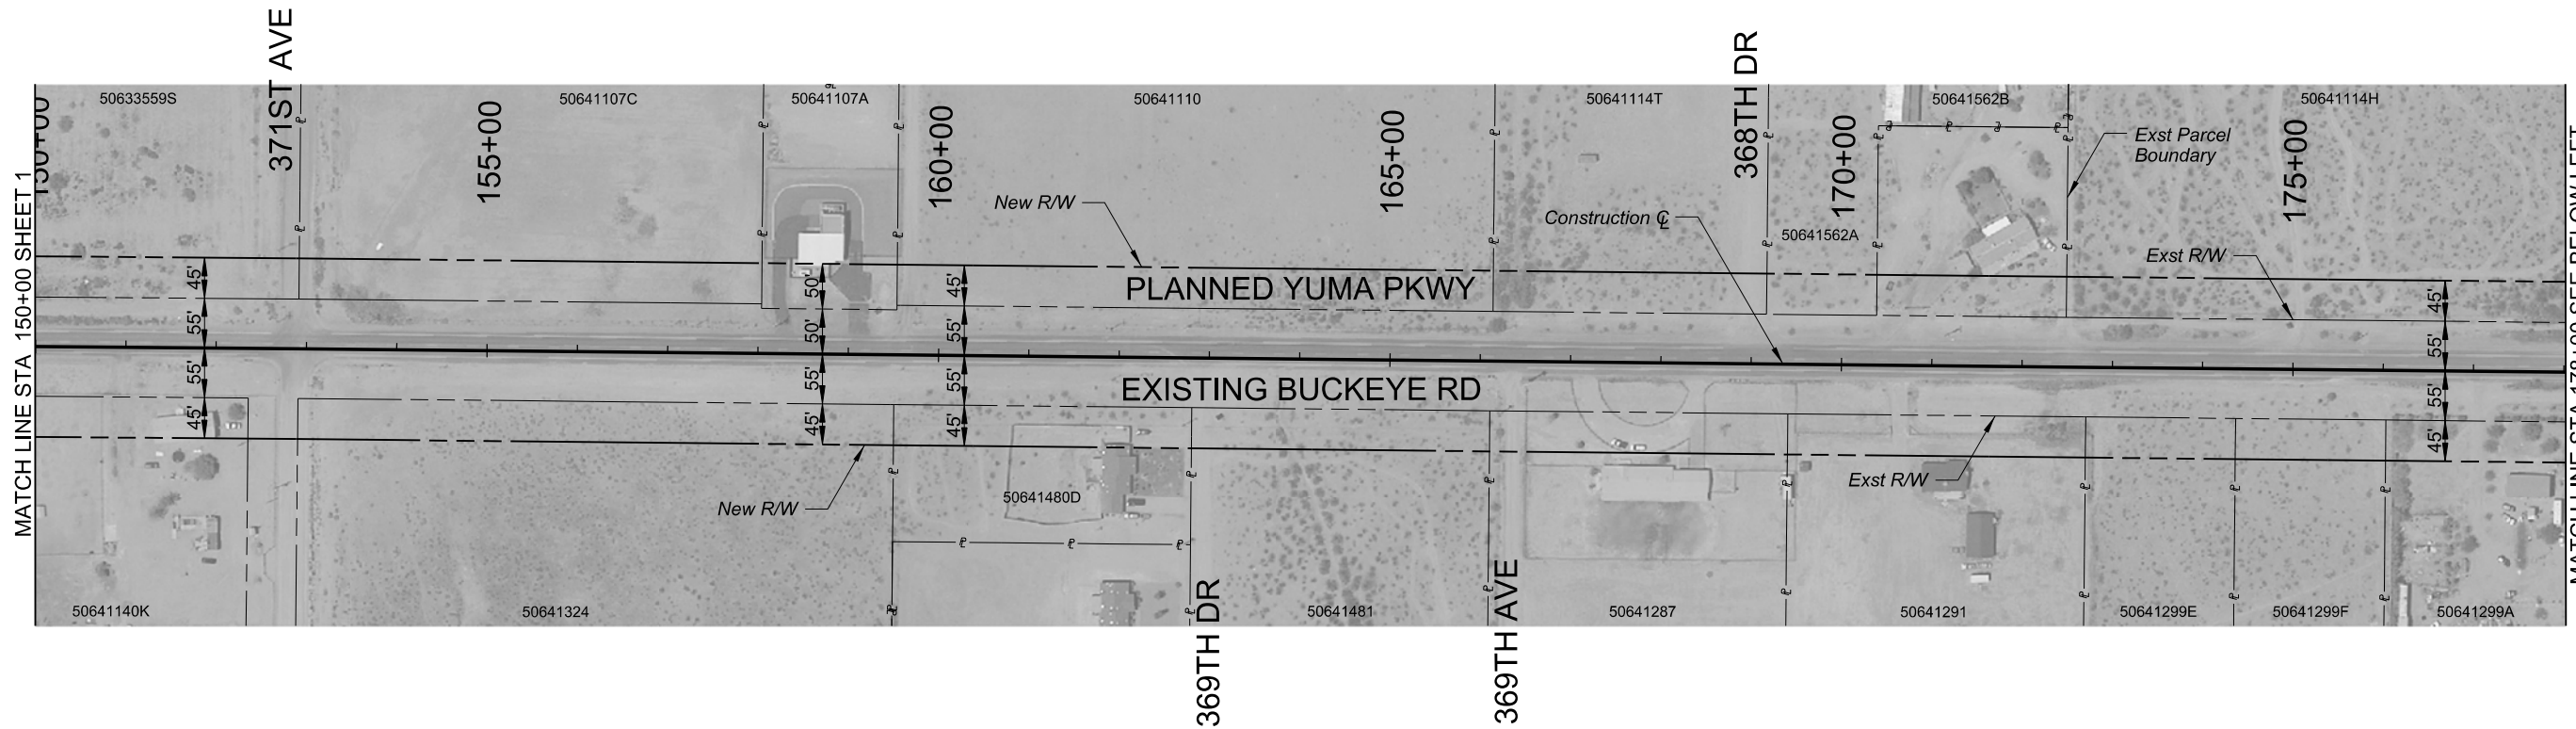 371ST AVE
368TH DR
50633559S
50641107C
50641107A
50641110
50641114T
50641562B
50641114H
150+00
155+00
160+00
165+00
170+00
175+00
Exst Parcel
Boundary
New R/W
Construction ℄
50641562A
Exst R/W
MATCH LINE STA 150+00 SHEET 1
45'
50'
45'
45'
PLANNED YUMA PKWY
55'
50'
55'
55'
55'
55'
55'
55'
EXISTING BUCKEYE RD
45'
45'
45'
45'
New R/W
50641480D
Exst R/W
50641140K
50641324
50641481
50641287
50641291
50641299E
50641299F
50641299A
369TH DR
369TH AVE